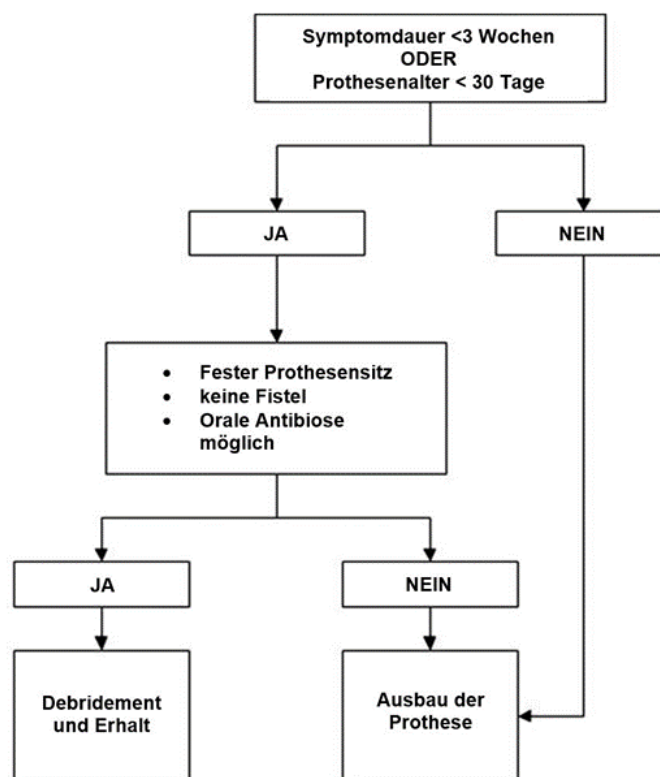 Symptomdauer <3 Wochen
ODER
Prothesenalter < 30 Tage
JA
NEIN
• Fester Prothesensitz
• keine Fistel
• Orale Antibiose
möglich
JA
NEIN
Debridement
und Erhalt
Ausbau der
Prothese